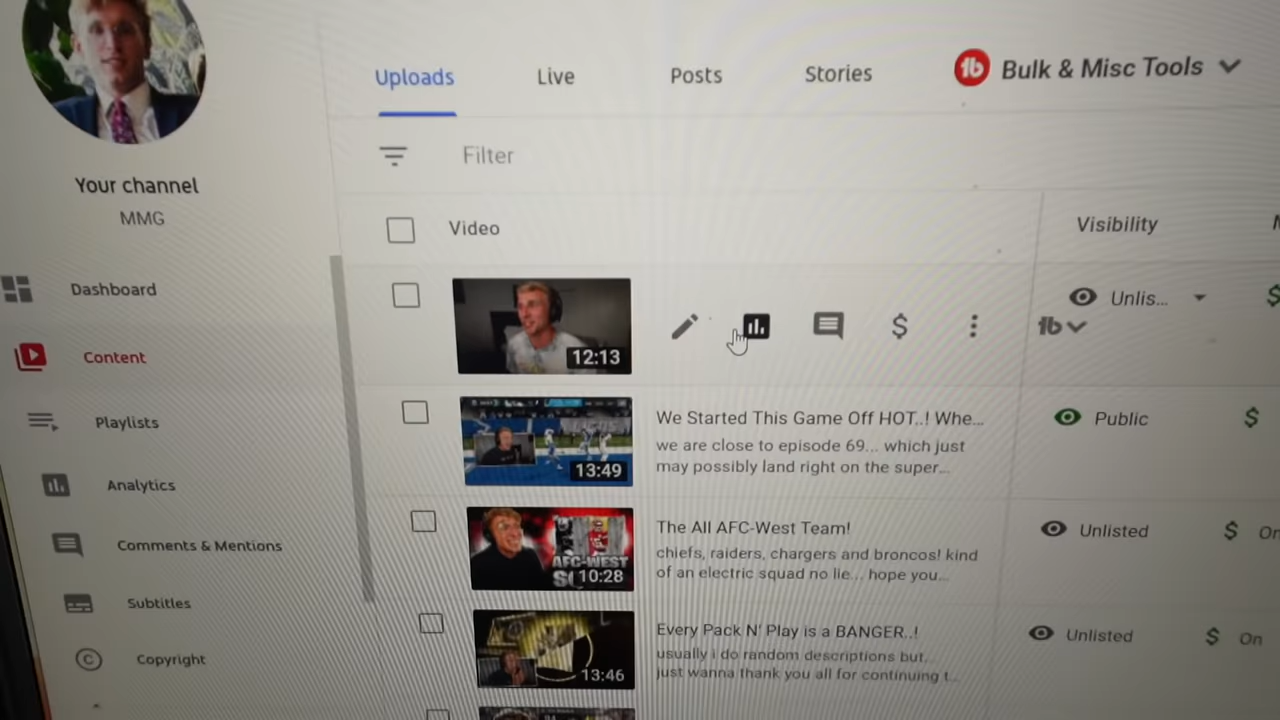 Uploads Live Posts Stories Bulk & Misc Tools
Filter
Your channel
MMG
Video Visibility
Dashboard
Content
Playlists
Analytics
Comments & Mentions
Subtitles
Copyright
12:13
Unlis...
13:49
We Started This Game Off HOT..! Whe...
we are close to episode 69... which just
may possibly land right on the super...
Public
AFC-WEST
10:28
The All AFC-West Team!
chiefs, raiders, chargers and broncos! kind
of an electric squad no lie... hope you...
Unlisted
13:46
Every Pack N' Play is a BANGER..!
usually i do random descriptions but..
just wanna thank you all for continuing t...
Unlisted On